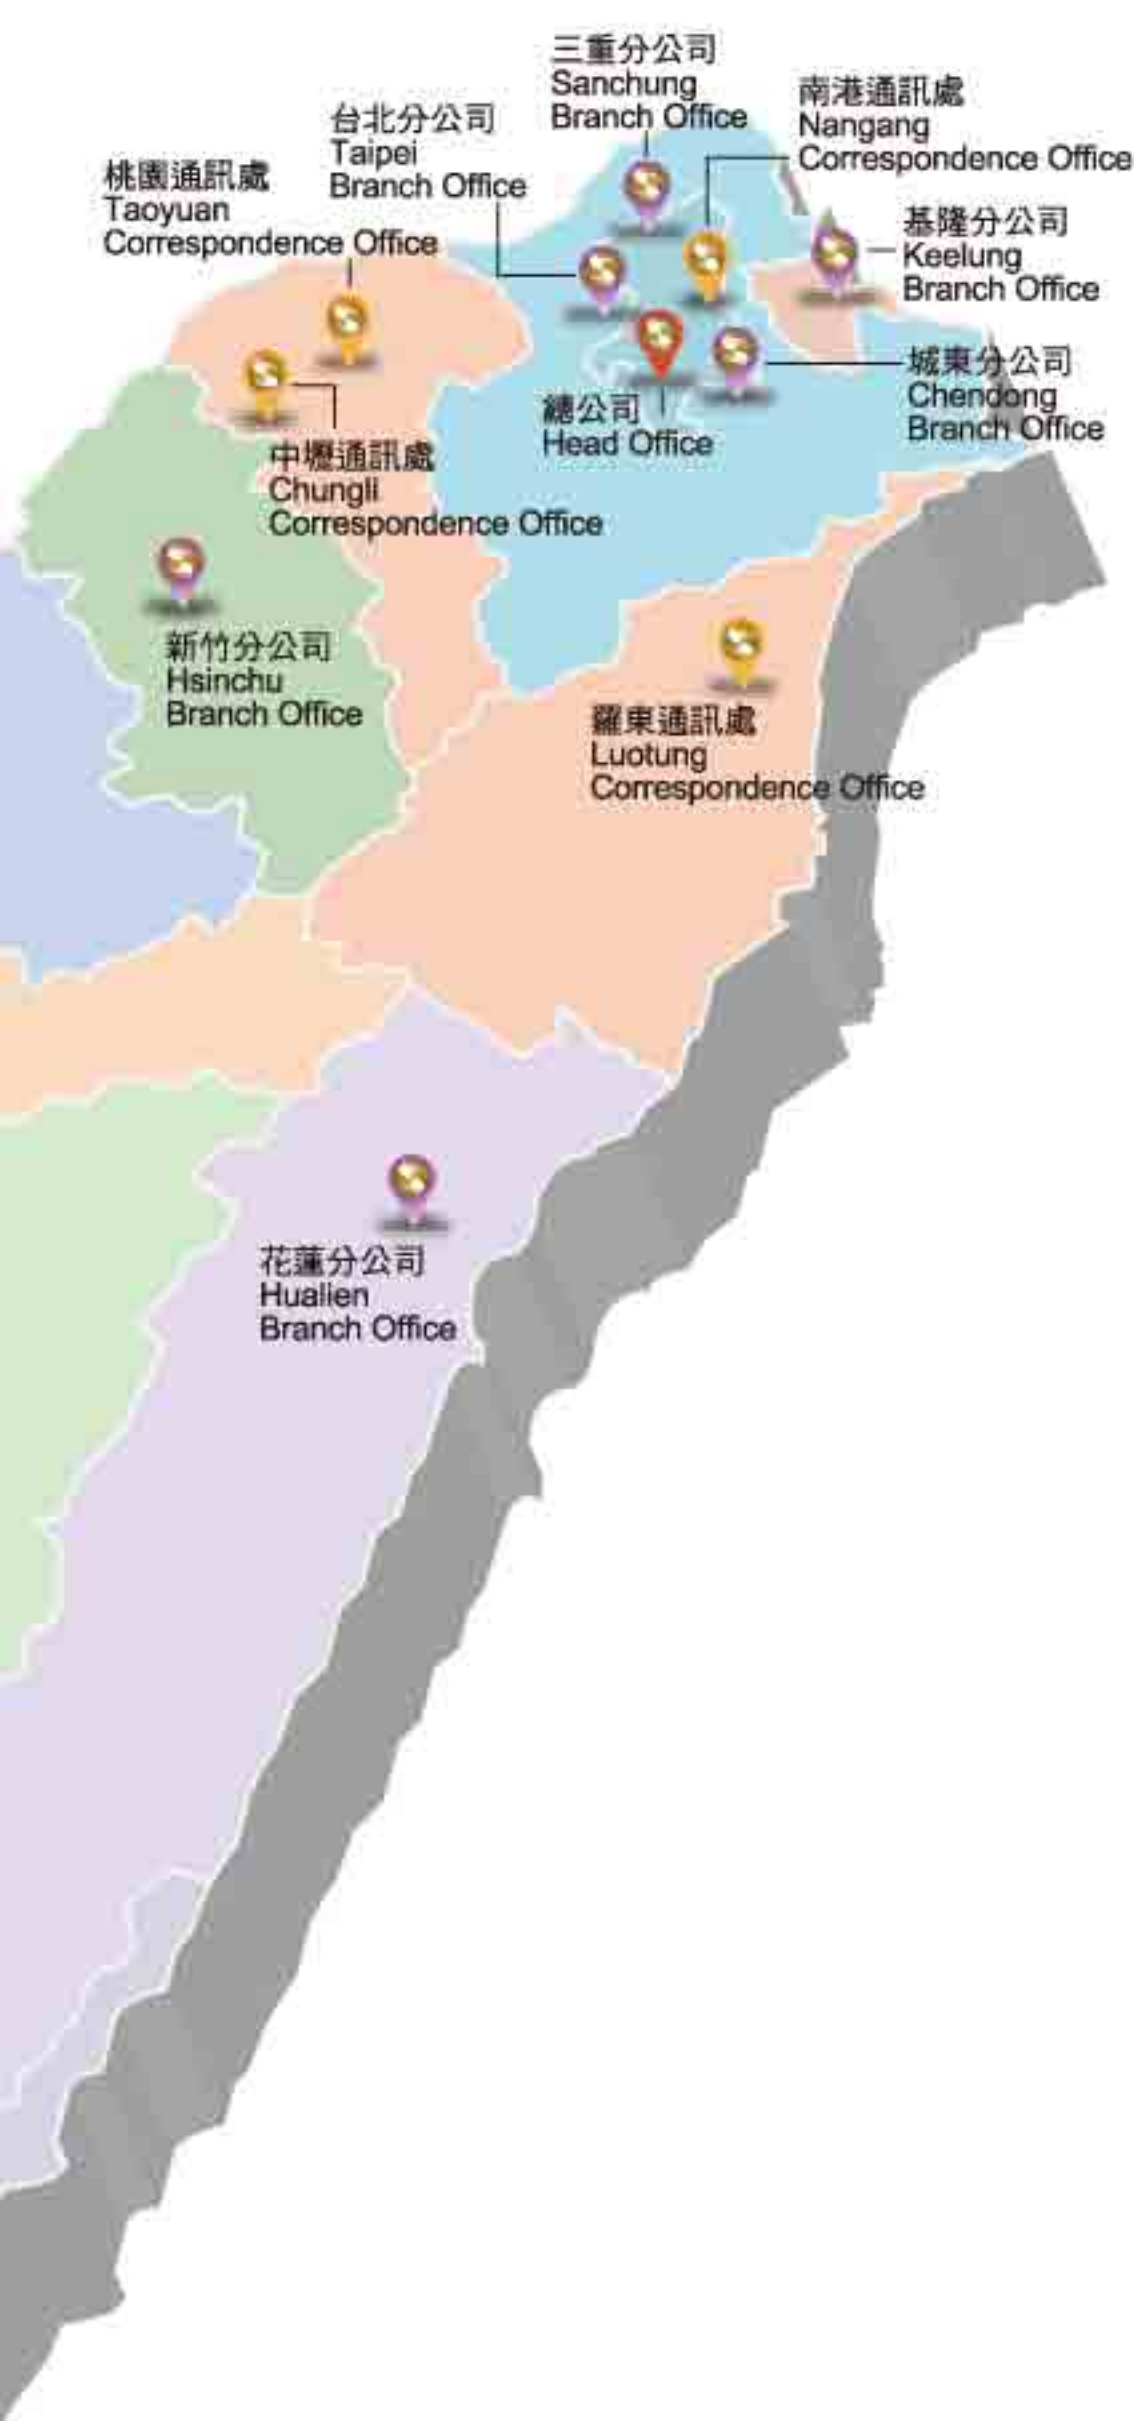 三重分公司
Sanchung
Branch Office
南港通訊處
Nangang
Correspondence Office
台北分公司
Taipei
Branch Office
桃園通訊處
Taoyuan
Correspondence Office
基隆分公司
Keelung
Branch Office
城東分公司
Chendong
Branch Office
總公司
Head Office
中壢通訊處
Chungli
Correspondence Office
新竹分公司
Hsinchu
Branch Office
羅東通訊處
Luotung
Correspondence Office
花蓮分公司
Hualien
Branch Office